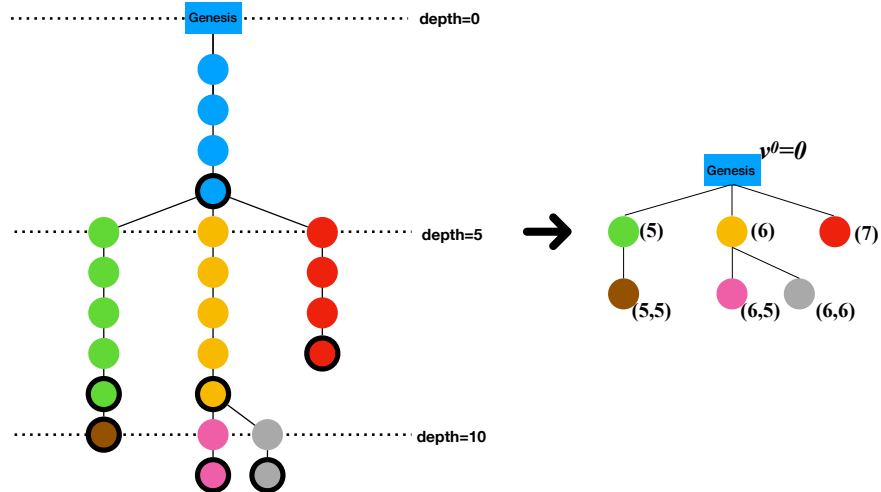 Genesis
depth=0
v⁰=0
Genesis
depth=5
(5)
(6)
(7)
(5,5)
(6,5)
(6,6)
depth=10